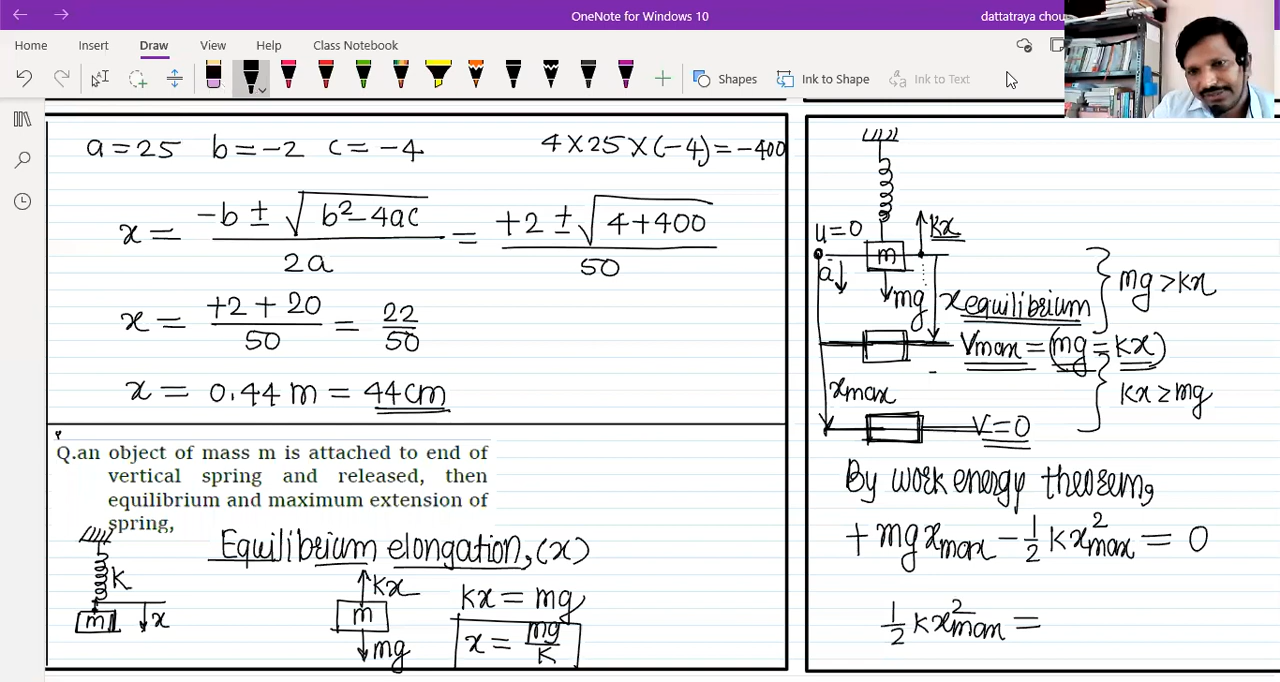 OneNote for Windows 10
dattatraya chou
Home Insert Draw View Help Class Notebook
Shapes Ink to Shape Ink to Text
a = 25 b = -2 c = -4 4 X 25 X (-4) = -400
x = -b ± √(b² - 4ac) / 2a = +2 ± √(4 + 400) / 50
x = +2 + 20 / 50 = 22 / 50
x = 0.44 m = 44 cm
Q.an object of mass m is attached to end of
vertical spring and released, then
equilibrium and maximum extension of
spring,
Equilibrium elongation, (x)
K
m
x
Kx
m
mg
kx = mg
x = mg / K
u = 0
kx
m
a
mg
x equilibrium
mg > kx
Vmax = (mg = kx)
xmax
kx ≥ mg
V = 0
By work energy theorem,
+ mg xmax - 1/2 k x²max = 0
1/2 k x²max =